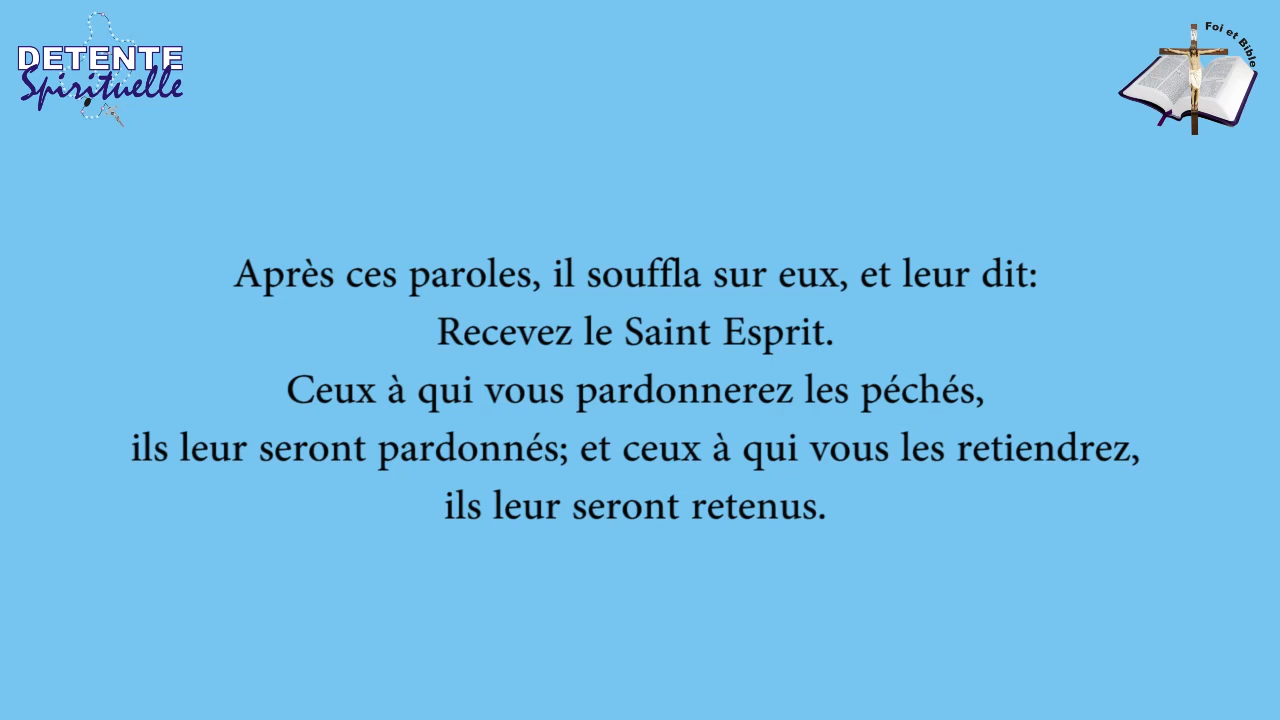 DETENTE
Spirituelle
Foi et Bible
Après ces paroles, il souffla sur eux, et leur dit:
Recevez le Saint Esprit.
Ceux à qui vous pardonnerez les péchés,
ils leur seront pardonnés; et ceux à qui vous les retiendrez,
ils leur seront retenus.